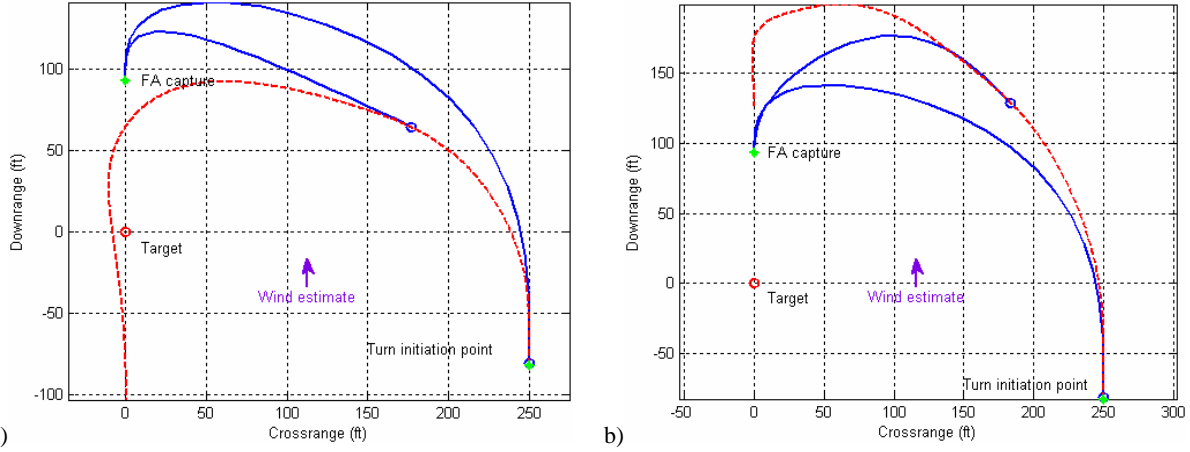 100
50
0
-50
-100
Downrange (ft)
FA capture
Target
Wind estimate
Turn initiation point
0
50
100
150
200
250
Crossrange (ft)
)
150
100
50
0
-50
Downrange (ft)
FA capture
Target
Wind estimate
Turn initiation point
-50
0
50
100
150
200
250
300
Crossrange (ft)
b)